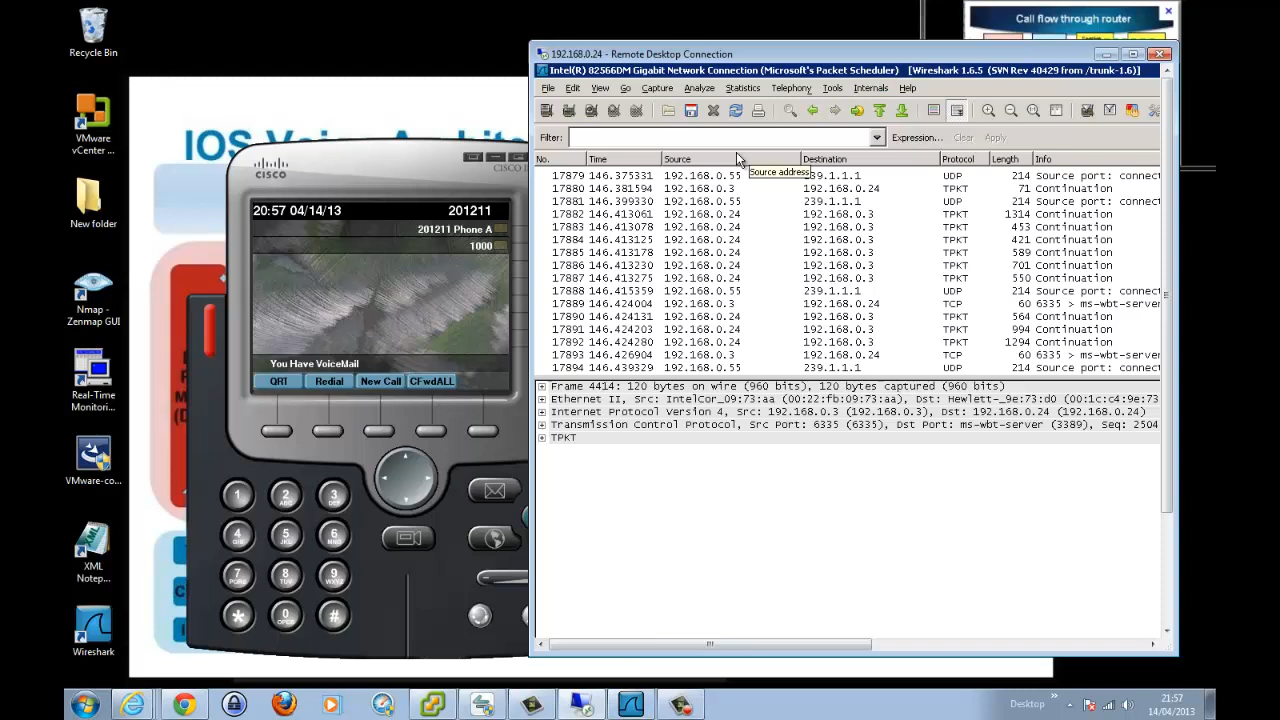 Recycle Bin
VMware
vCenter ...
New folder
Nmap -
Zenmap GUI
Real-Time
Monitori...
VMware-co...
XML
Notep...
Wireshark
Call flow through router
IOS Voice Archit
CISCO
20:57 04/14/13 201211
201211 Phone A
1000
You Have VoiceMail
QRT Redial New Call CFwdALL
1 2 ABC 3 DEF
4 GHI 5 JKL 6 MNO
7 PQRS 8 TUV 9 WXYZ
* 0 OPER #
192.168.0.24 - Remote Desktop Connection
Intel(R) 82566DM Gigabit Network Connection (Microsoft's Packet Scheduler) [Wireshark 1.6.5 (SVN Rev 40429 from /trunk-1.6)]
File Edit View Go Capture Analyze Statistics Telephony Tools Internals Help
Filter: Expression... Clear Apply
No. Time Source Destination Protocol Length Info
Source address
17879 146.375331 192.168.0.55 239.1.1.1 UDP 214 Source port: connect
17880 146.381594 192.168.0.3 192.168.0.24 TPKT 71 Continuation
17881 146.399330 192.168.0.55 239.1.1.1 UDP 214 Source port: connect
17882 146.413061 192.168.0.24 192.168.0.3 TPKT 1314 Continuation
17883 146.413078 192.168.0.24 192.168.0.3 TPKT 453 Continuation
17884 146.413125 192.168.0.24 192.168.0.3 TPKT 421 Continuation
17885 146.413178 192.168.0.24 192.168.0.3 TPKT 589 Continuation
17886 146.413230 192.168.0.24 192.168.0.3 TPKT 701 Continuation
17887 146.413275 192.168.0.24 192.168.0.3 TPKT 550 Continuation
17888 146.415359 192.168.0.55 239.1.1.1 UDP 214 Source port: connect
17889 146.424004 192.168.0.3 192.168.0.24 TCP 60 6335 > ms-wbt-server
17890 146.424131 192.168.0.24 192.168.0.3 TPKT 564 Continuation
17891 146.424203 192.168.0.24 192.168.0.3 TPKT 994 Continuation
17892 146.424280 192.168.0.24 192.168.0.3 TPKT 1294 Continuation
17893 146.426904 192.168.0.3 192.168.0.24 TCP 60 6335 > ms-wbt-server
17894 146.439329 192.168.0.55 239.1.1.1 UDP 214 Source port: connect
Frame 4414: 120 bytes on wire (960 bits), 120 bytes captured (960 bits)
Ethernet II, Src: IntelCor_09:73:aa (00:22:fb:09:73:aa), Dst: Hewlett-_9e:73:d0 (00:1c:c4:9e:73
Internet Protocol Version 4, Src: 192.168.0.3 (192.168.0.3), Dst: 192.168.0.24 (192.168.0.24)
Transmission Control Protocol, Src Port: 6335 (6335), Dst Port: ms-wbt-server (3389), Seq: 2504
TPKT
Desktop
21:57
14/04/2013